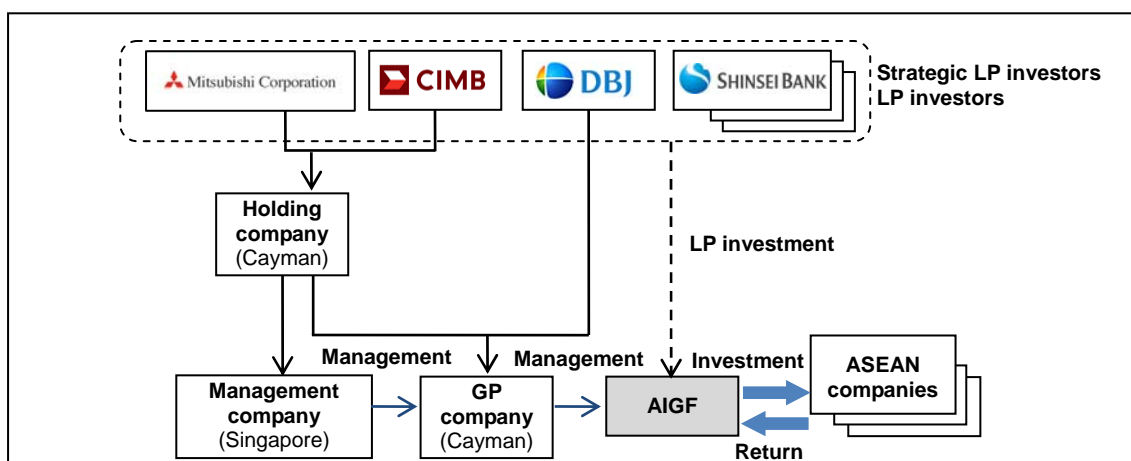 Mitsubishi Corporation
CIMB
DBJ
SHINSEI BANK
Strategic LP investors
LP investors
Holding
company
(Cayman)
LP investment
Management
Management
Investment
Management
company
(Singapore)
GP
company
(Cayman)
AIGF
ASEAN
companies
Return